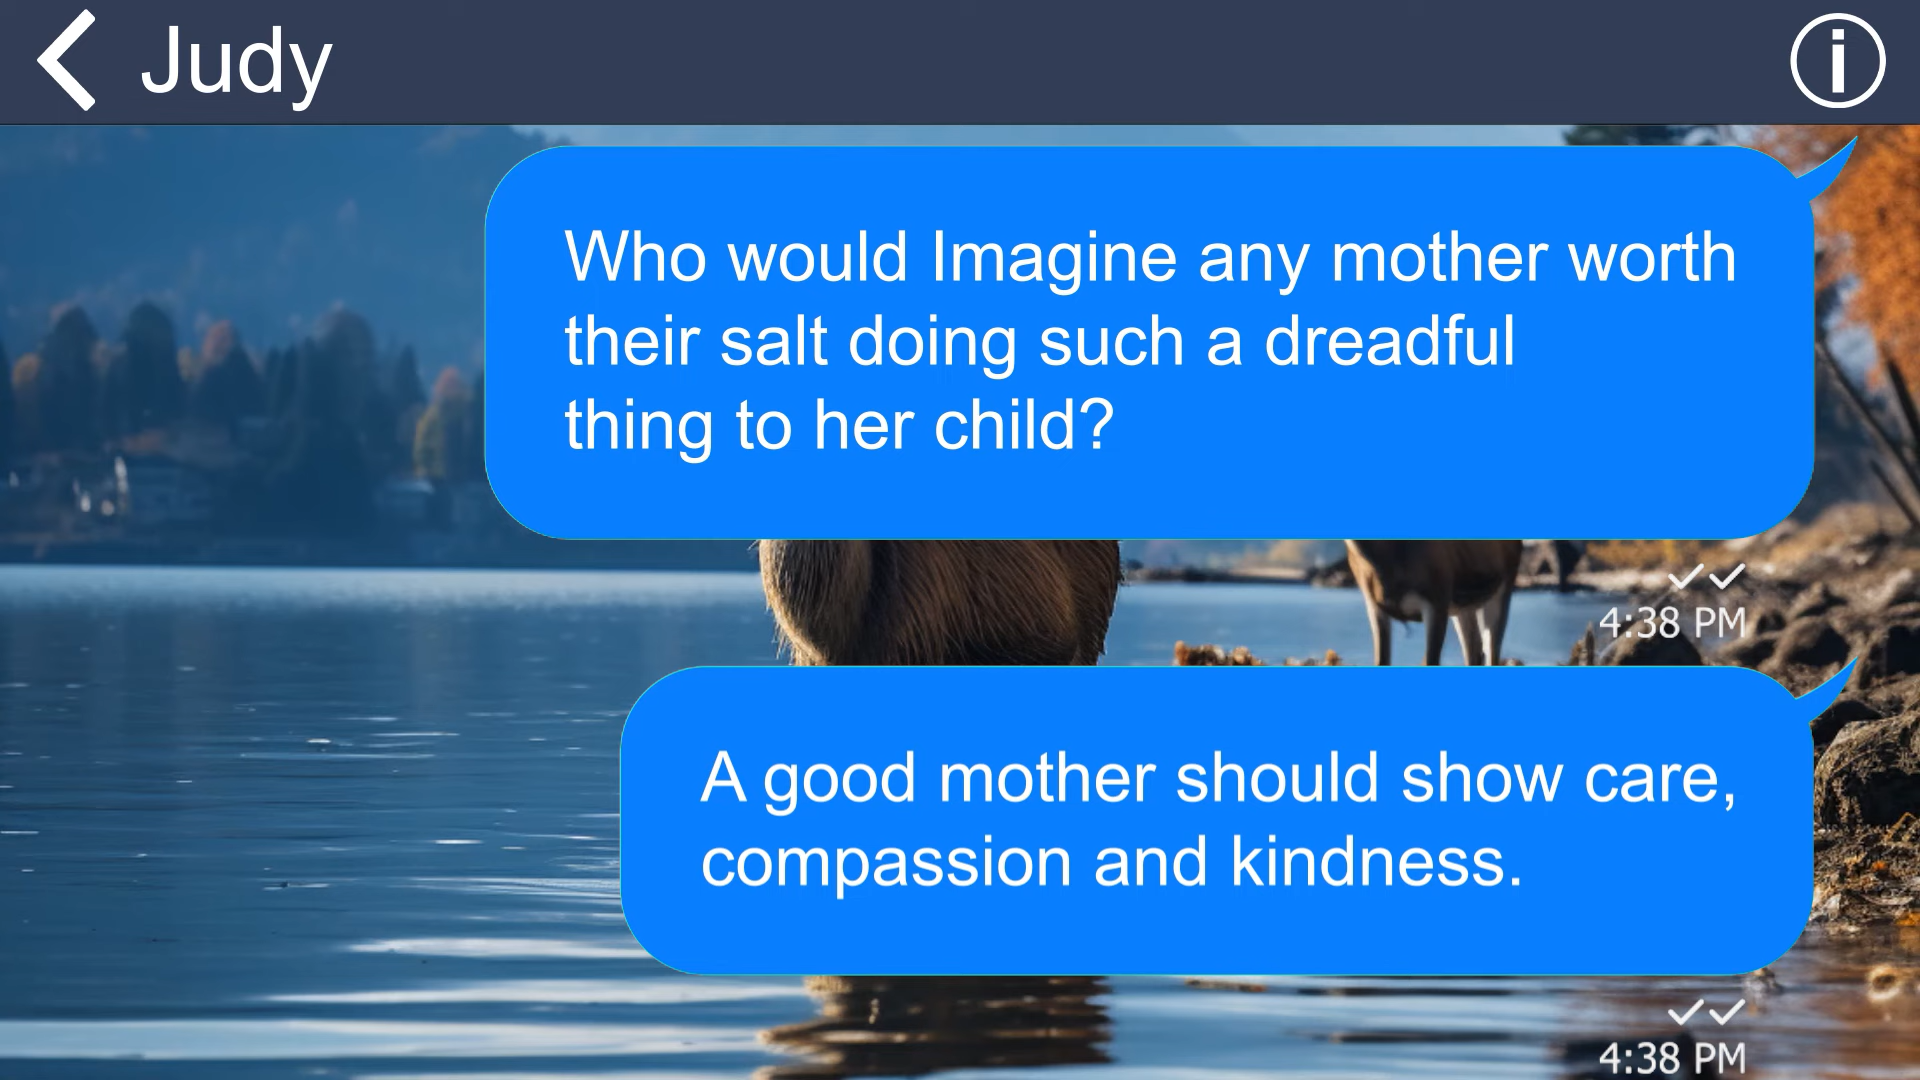 Judy
Who would Imagine any mother worth
their salt doing such a dreadful
thing to her child?
4:38 PM
A good mother should show care,
compassion and kindness.
4:38 PM